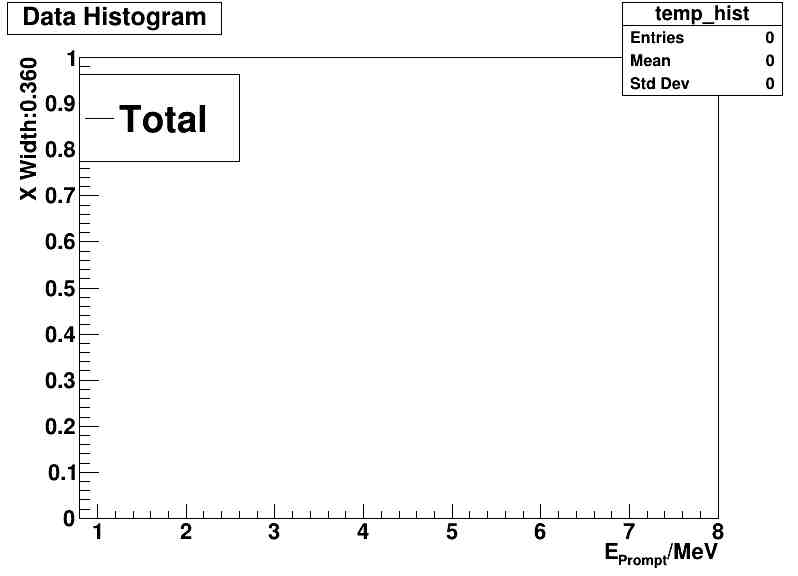 Data Histogram
temp_hist
Entries 0
Mean 0
Std Dev 0
X Width:0.360
Total
1
0.9
0.8
0.7
0.6
0.5
0.4
0.3
0.2
0.1
0
1 2 3 4 5 6 7 8
E_Prompt/MeV